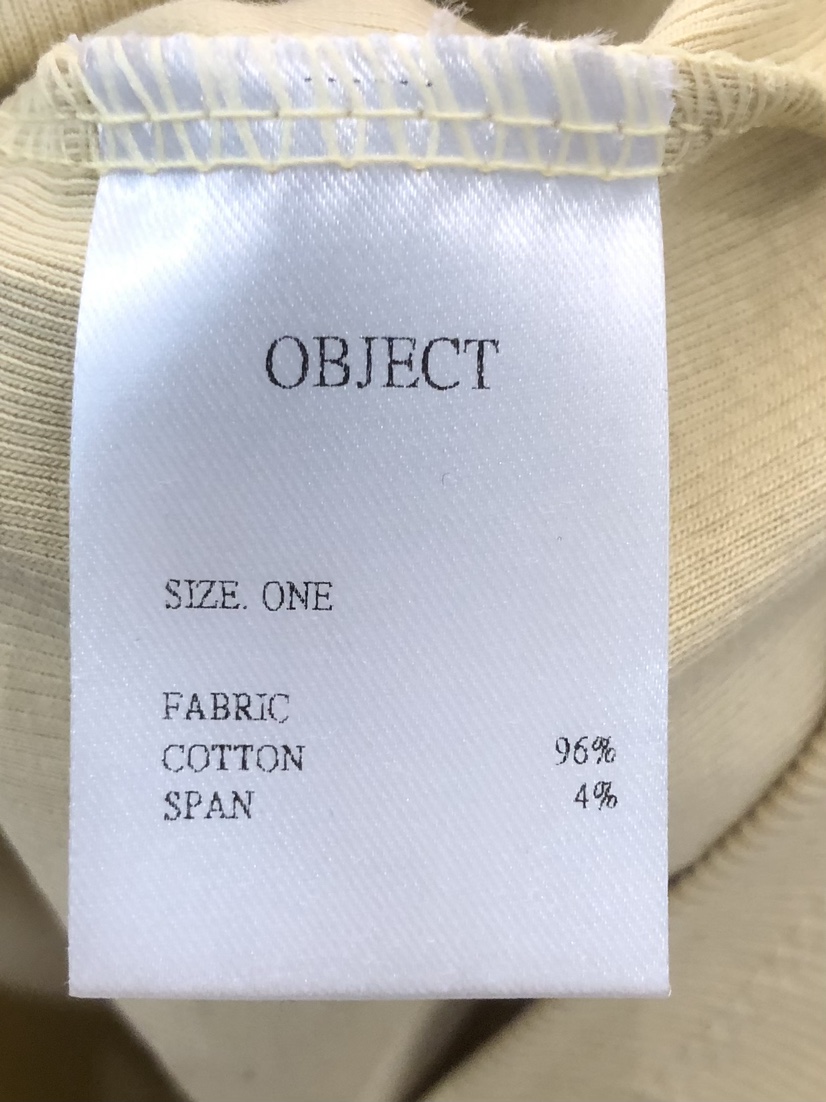 OBJECT
SIZE. ONE
FABRIC
COTTON 96%
SPAN 4%